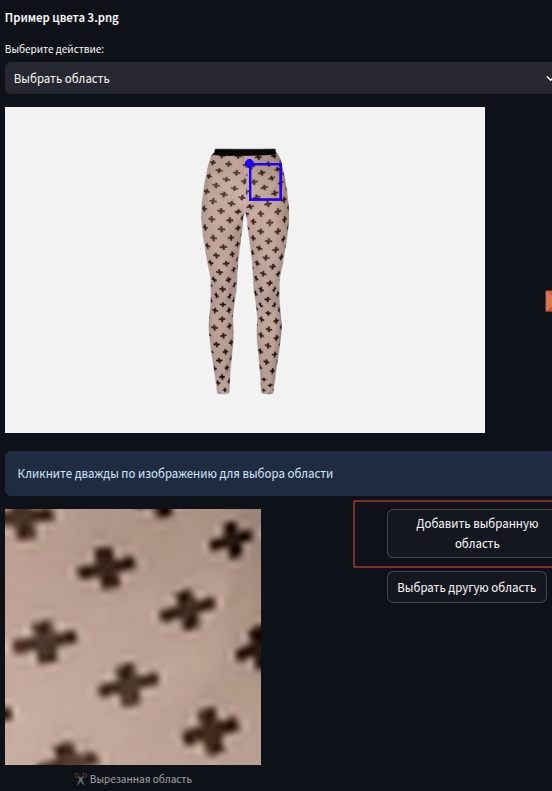 Пример цвета 3.png
Выберите действие:
Выбрать область
Кликните дважды по изображению для выбора области
Добавить выбранную
область
Выбрать другую область
✂️ Вырезанная область